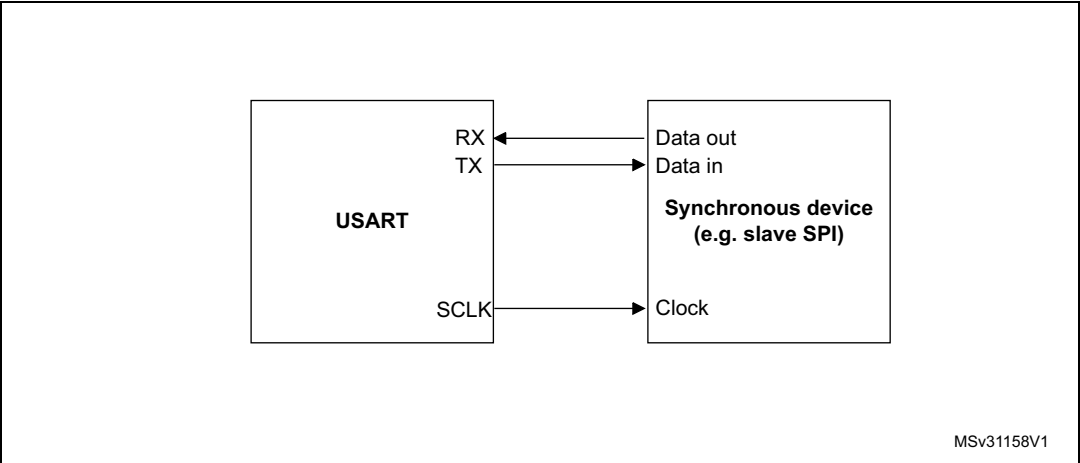 RX
Data out
TX
Data in
USART
Synchronous device
(e.g. slave SPI)
SCLK
Clock
MSv31158V1